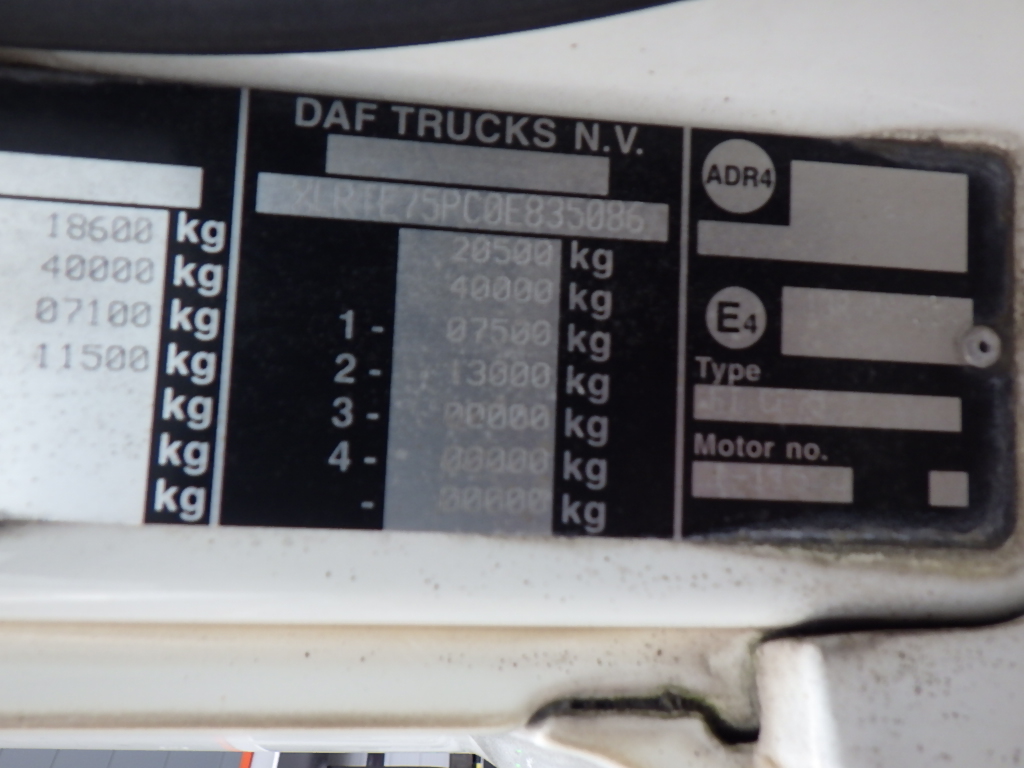 DAF TRUCKS N.V.
XLRTE75PC0E835086
18600 kg
40000 kg
07100 kg
11500 kg
kg
kg
kg
20500 kg
40000 kg
1 - 07500 kg
2 - 13000 kg
3 - 00000 kg
4 - 00000 kg
- 00000 kg
ADR4
E4
Type
Motor no.